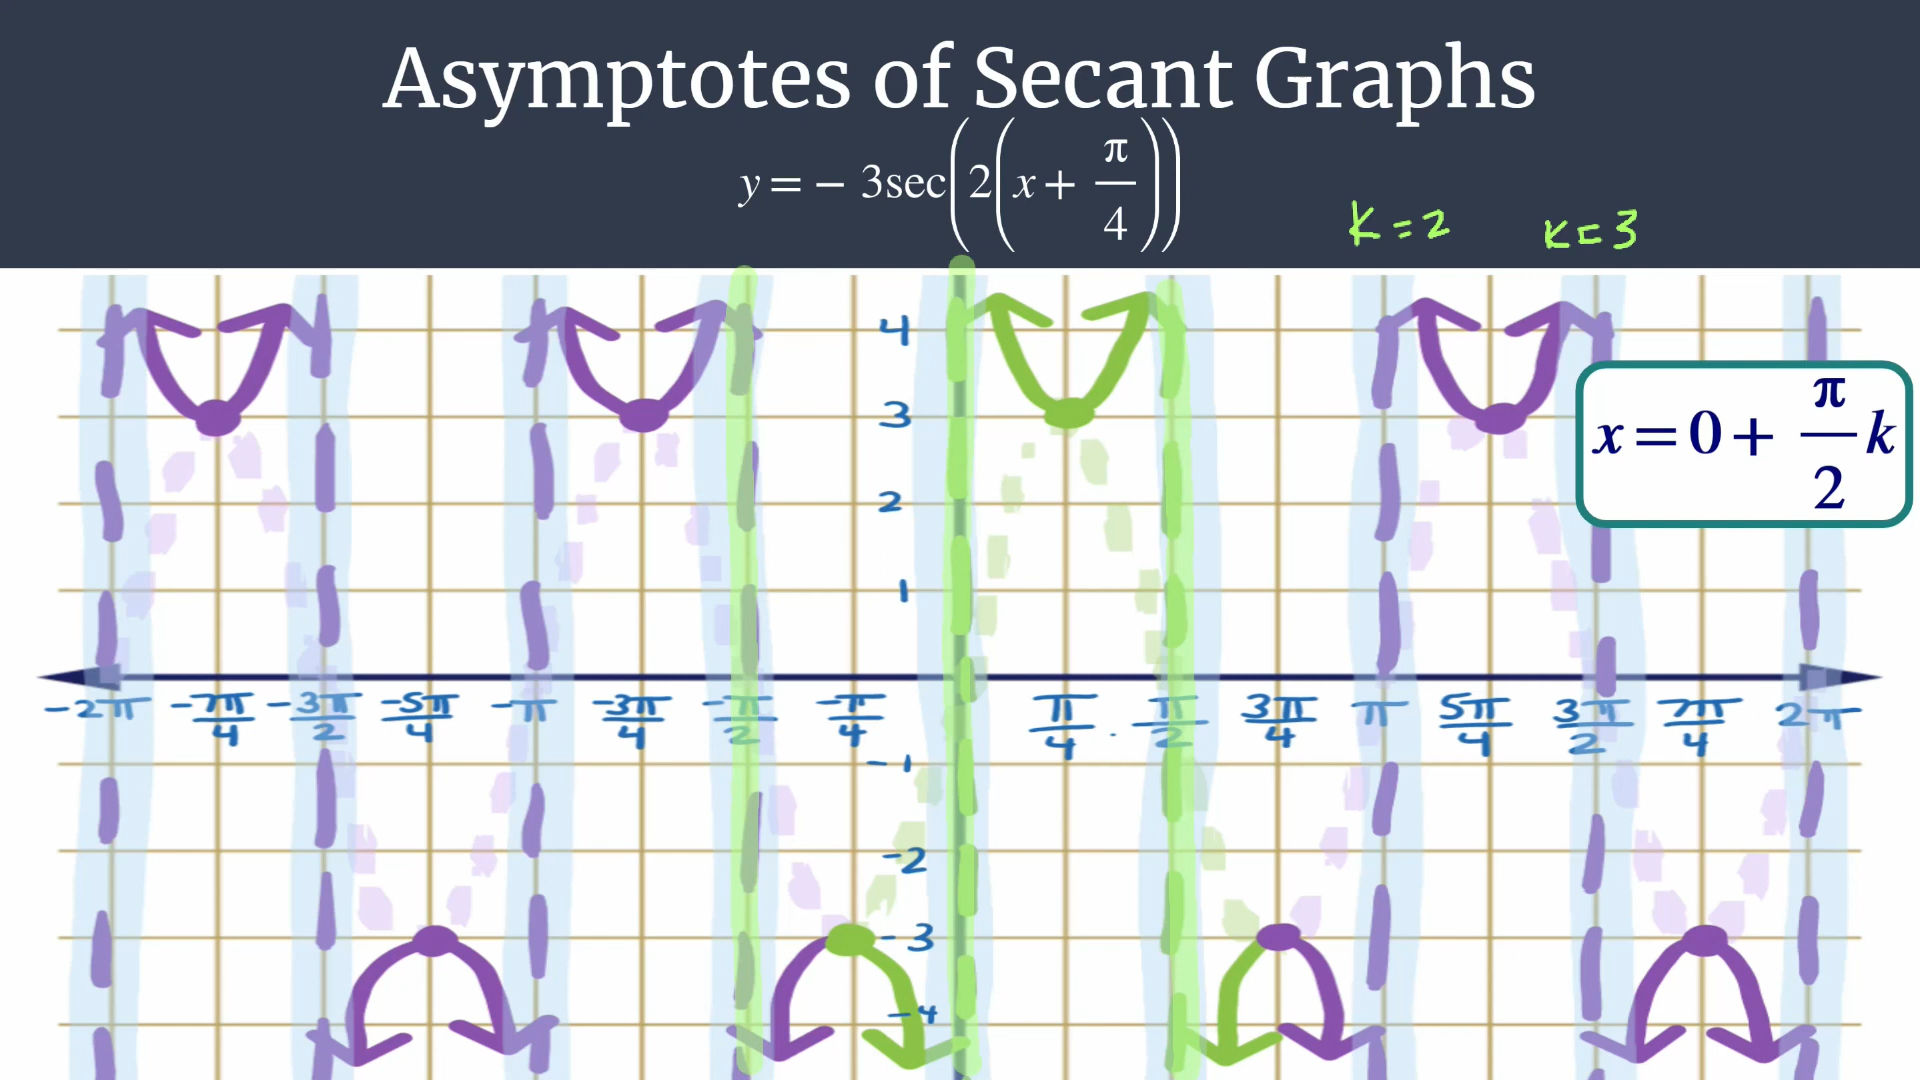 Asymptotes of Secant Graphs
y = − 3sec(2(x + π/4))
K = 2 K = 3
4
3
x = 0 + π/2 k
2
1
-2π -7π/4 -3π/2 -5π/4 -π -3π/4 -π/2 -π/4 π/4 π/2 3π/4 π 5π/4 3π/2 7π/4 2π
-1
-2
-3
-4